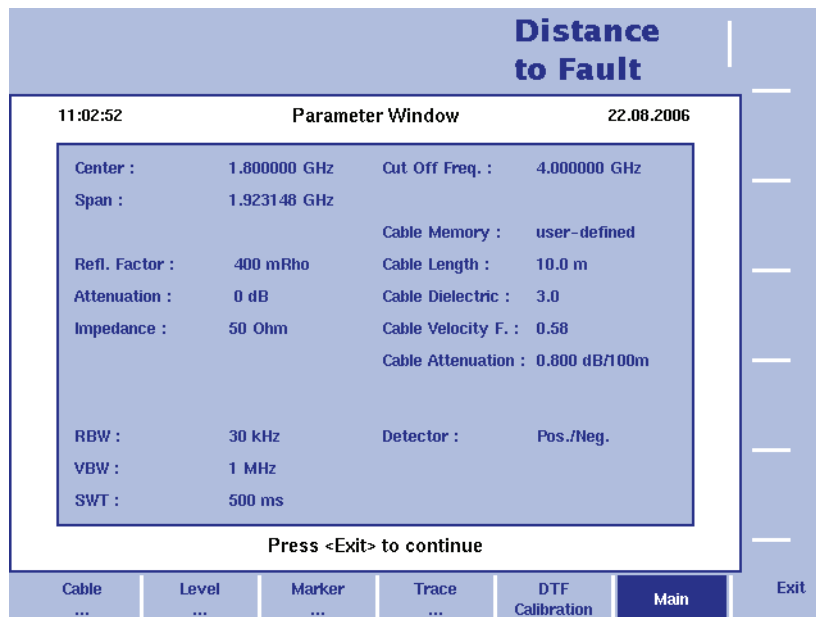 Distance
to Fault
11:02:52 Parameter Window 22.08.2006
Center : 1.800000 GHz Cut Off Freq. : 4.000000 GHz
Span : 1.923148 GHz
Cable Memory : user-defined
Refl. Factor : 400 mRho Cable Length : 10.0 m
Attenuation : 0 dB Cable Dielectric : 3.0
Impedance : 50 Ohm Cable Velocity F. : 0.58
Cable Attenuation : 0.800 dB/100m
RBW : 30 kHz Detector : Pos./Neg.
VBW : 1 MHz
SWT : 500 ms
Press <Exit> to continue
Cable Level Marker Trace DTF Main Exit
... ... ... ... Calibration